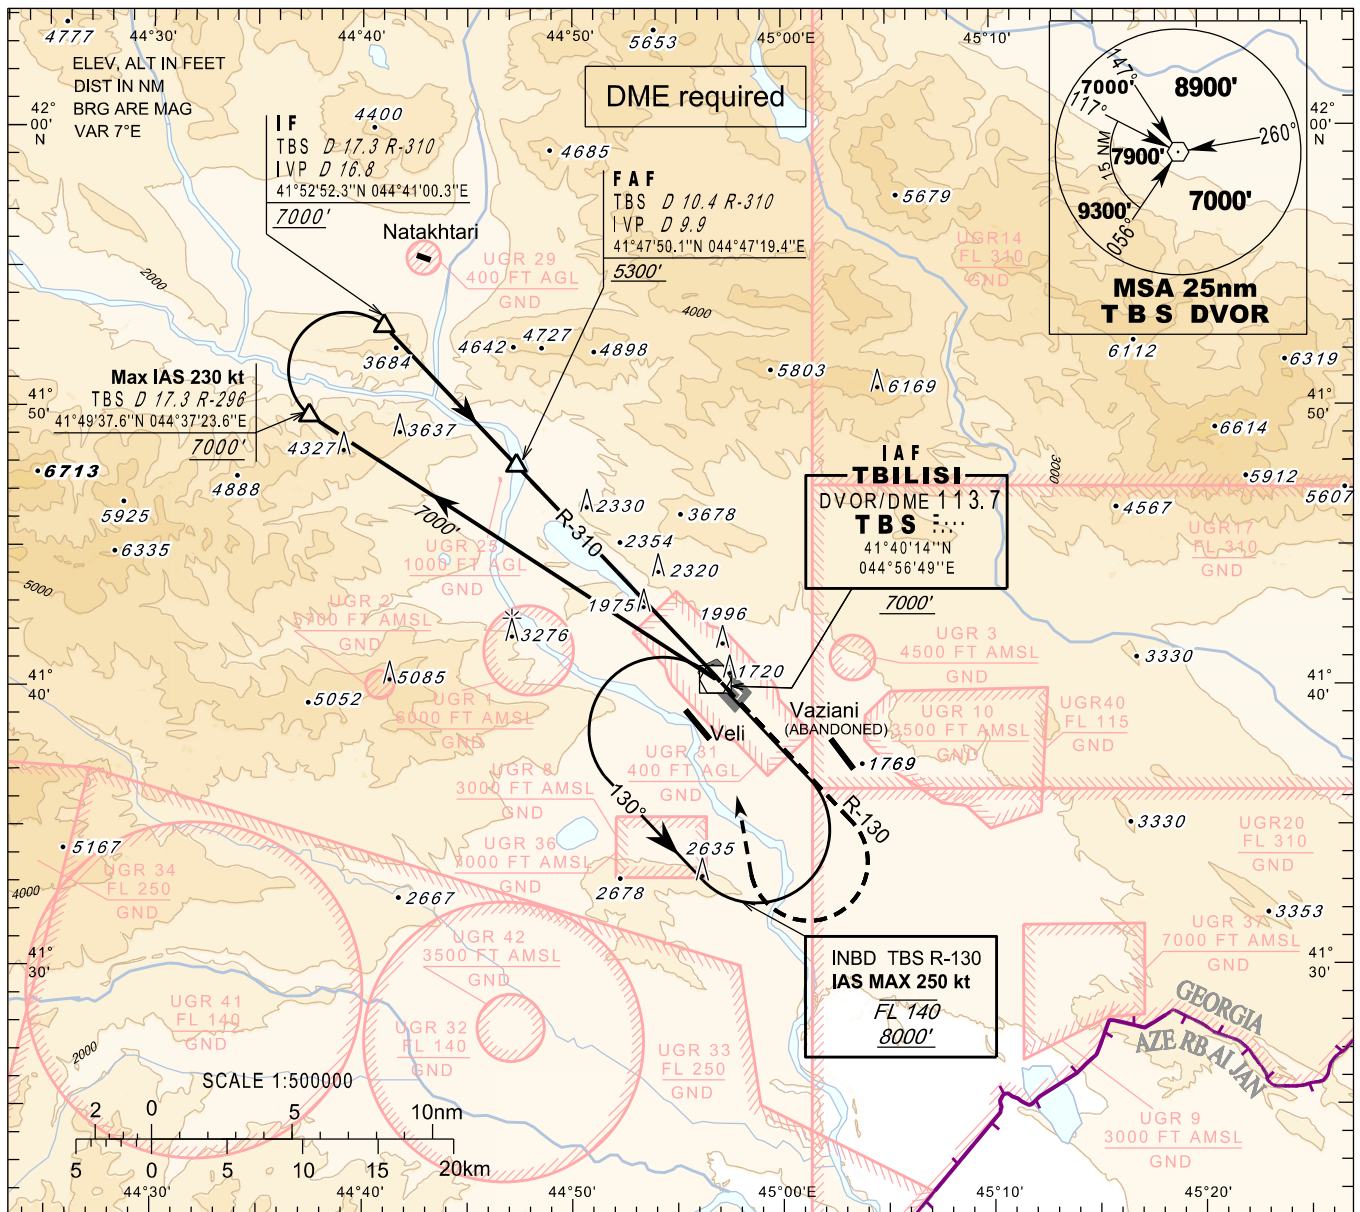 44°30'
44°40'
44°50'
45°00'E
45°10'
4777
5653
ELEV, ALT IN FEET
DIST IN NM
BRG ARE MAG
VAR 7°E
42°
00'
N
DME required
147°
7000'
117°
8900'
260°
15 NM
7900'
7000'
9300'
056°
MSA 25nm
TBS DVOR
42°
00'
N
IF
TBS D 17.3 R-310
IVP D 16.8
41°52'52.3"N 044°41'00.3"E
7000'
4400
4685
FAF
TBS D 10.4 R-310
IVP D 9.9
41°47'50.1"N 044°47'19.4"E
5300'
5679
Natakhtari
UGR 29
400 FT AGL
GND
UGR14
FL 310
GND
2000
4000
3684
4642
4727
4898
5803
6169
6112
6319
Max IAS 230 kt
TBS D 17.3 R-296
41°49'37.6"N 044°37'23.6"E
7000'
41°
50'
41°
50'
3637
4327
6614
6713
4888
5925
6335
5912
5607
3000
4567
IAF
TBILISI
DVOR/DME 113.7
TBS
41°40'14"N
044°56'49"E
7000'
7000'
R-310
2330
3678
2354
2320
UGR 25
1000 FT AGL
GND
UGR17
FL 310
GND
5000
UGR 2
5700 FT AMSL
GND
1975
1996
3276
1720
UGR 3
4500 FT AMSL
GND
3330
41°
40'
41°
40'
5085
5052
UGR 1
6000 FT AMSL
GND
Veli
Vaziani
(ABANDONED)
UGR 10
3500 FT AMSL
GND
UGR40
FL 115
GND
1769
UGR 31
400 FT AGL
GND
UGR 8
3000 FT AMSL
GND
130°
R-130
UGR 36
7000 FT AMSL
GND
2635
2678
3330
UGR20
FL 310
GND
5167
UGR 34
FL 250
GND
4000
2667
3353
UGR 42
3500 FT AMSL
GND
UGR 37
7000 FT AMSL
GND
41°
30'
41°
30'
INBD TBS R-130
IAS MAX 250 kt
FL 140
8000'
UGR 41
FL 140
GND
UGR 32
FL 140
GND
UGR 33
FL 250
GND
GEORGIA
AZERBAIJAN
2000
SCALE 1:500000
2 0 5 10nm
5 0 5 10 15 20km
UGR 9
3000 FT AMSL
GND
44°30'
44°40'
44°50'
45°00'E
45°10'
45°20'